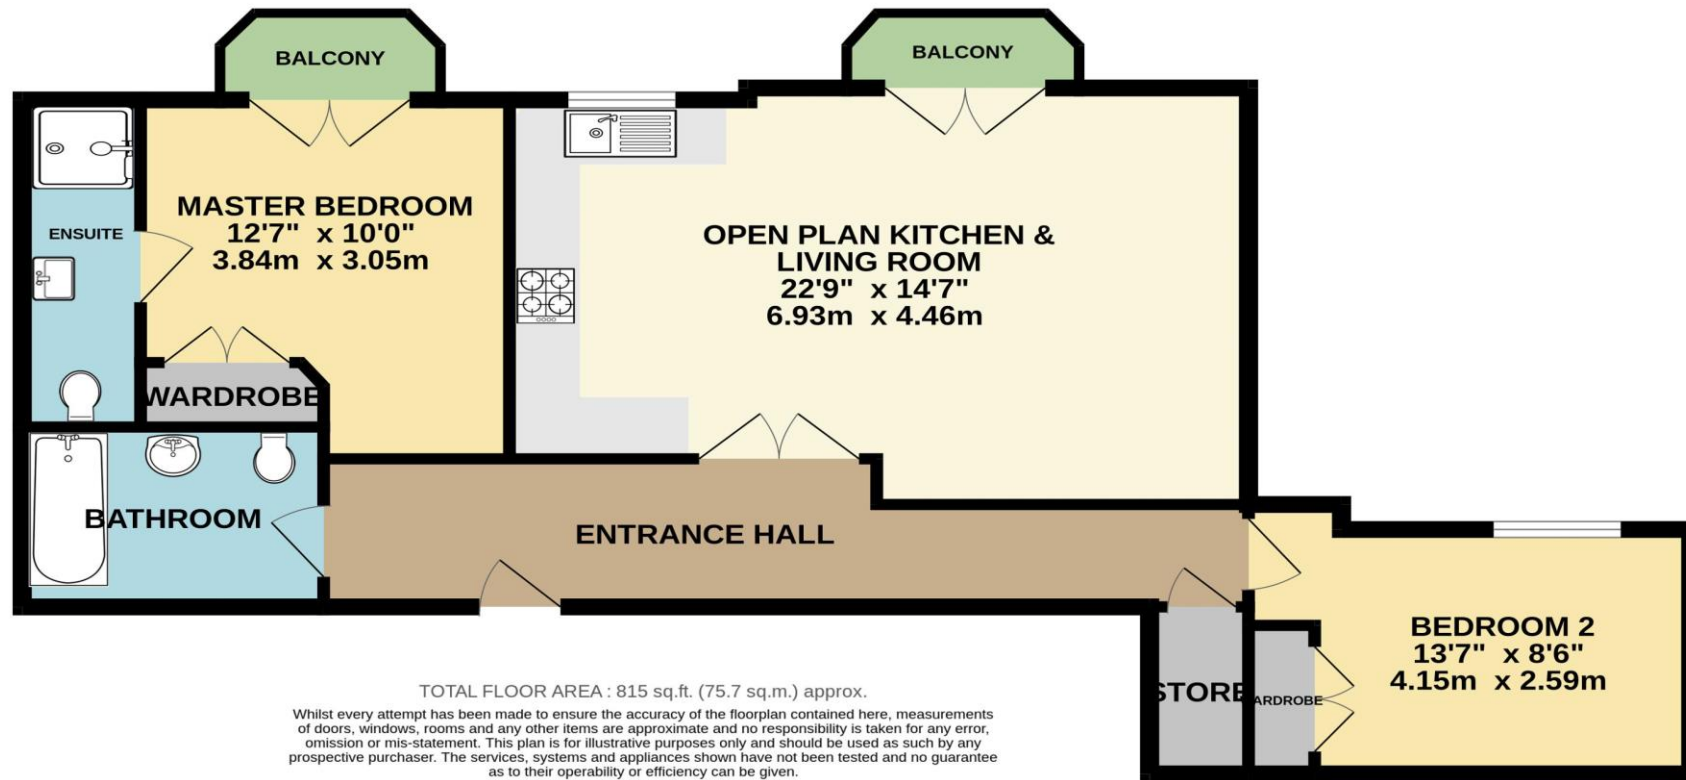 BALCONY
BALCONY
ENSUITE
MASTER BEDROOM
12'7" x 10'0"
3.84m x 3.05m
OPEN PLAN KITCHEN &
LIVING ROOM
22'9" x 14'7"
6.93m x 4.46m
WARDROBE
BATHROOM
ENTRANCE HALL
BEDROOM 2
13'7" x 8'6"
4.15m x 2.59m
STORE
WARDROBE
TOTAL FLOOR AREA : 815 sq.ft. (75.7 sq.m.) approx.
Whilst every attempt has been made to ensure the accuracy of the floorplan contained here, measurements
of doors, windows, rooms and any other items are approximate and no responsibility is taken for any error,
omission or mis-statement. This plan is for illustrative purposes only and should be used as such by any
prospective purchaser. The services, systems and appliances shown have not been tested and no guarantee
as to their operability or efficiency can be given.